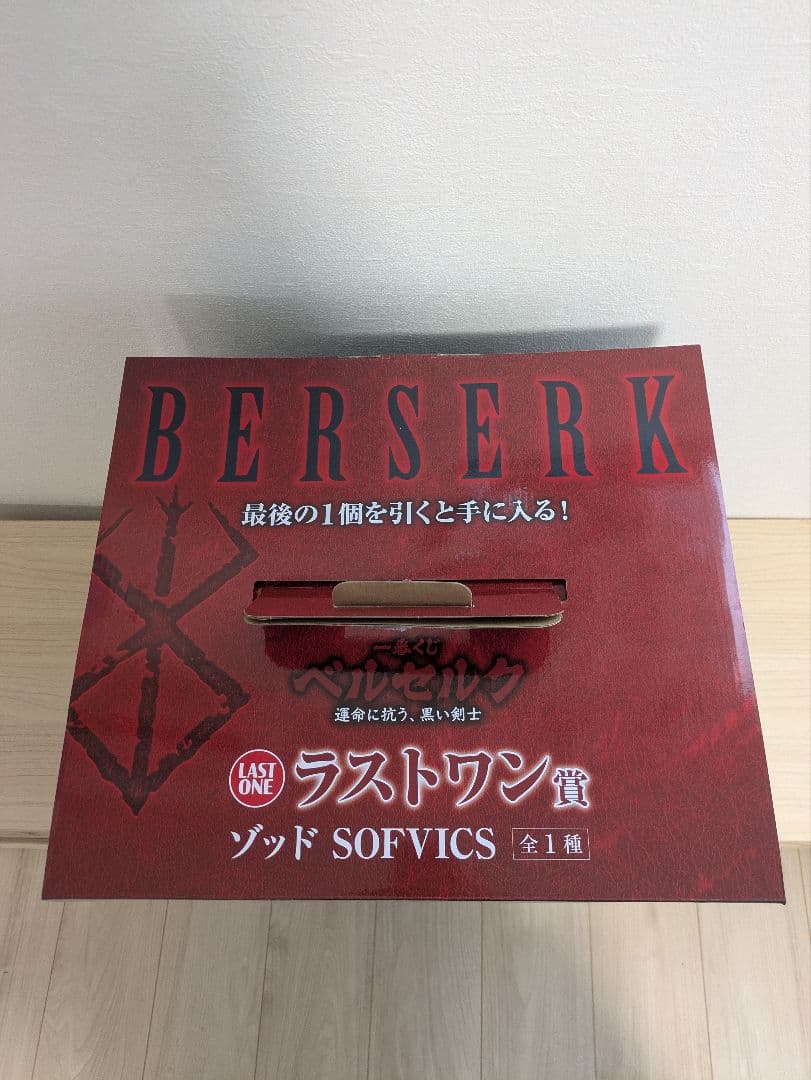 BERSERK
最後の1個を引くと手に入る!
一番くじ
ベルセルク
運命に抗う、黒い剣士
LAST
ONE
ラストワン賞
ゾッド SOFVICS 全1種